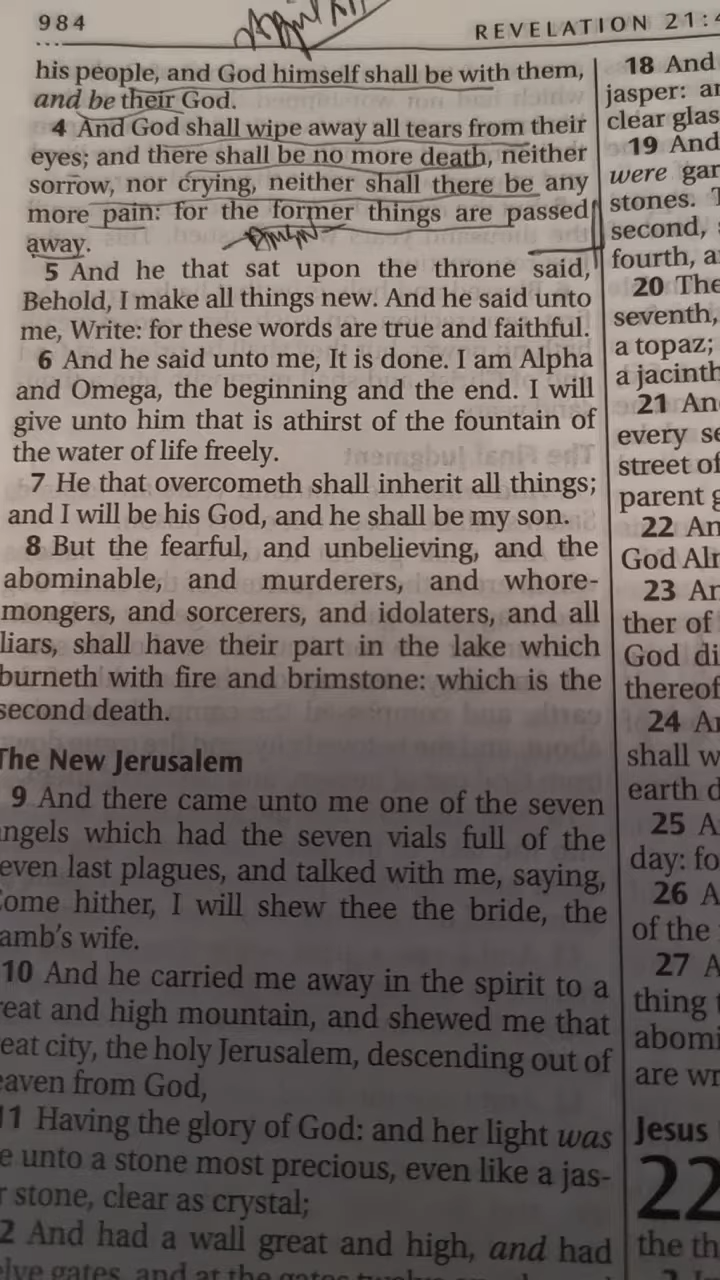 984
REVELATION 21:4
his people, and God himself shall be with them,
and be their God.
4 And God shall wipe away all tears from their
eyes; and there shall be no more death, neither
sorrow, nor crying, neither shall there be any
more pain: for the former things are passed
away.
5 And he that sat upon the throne said,
Behold, I make all things new. And he said unto
me, Write: for these words are true and faithful.
6 And he said unto me, It is done. I am Alpha
and Omega, the beginning and the end. I will
give unto him that is athirst of the fountain of
the water of life freely.
7 He that overcometh shall inherit all things;
and I will be his God, and he shall be my son.
8 But the fearful, and unbelieving, and the
abominable, and murderers, and whore-
mongers, and sorcerers, and idolaters, and all
liars, shall have their part in the lake which
burneth with fire and brimstone: which is the
second death.
The New Jerusalem
9 And there came unto me one of the seven
angels which had the seven vials full of the
even last plagues, and talked with me, saying,
Come hither, I will shew thee the bride, the
amb's wife.
10 And he carried me away in the spirit to a
reat and high mountain, and shewed me that
eat city, the holy Jerusalem, descending out of
eaven from God,
11 Having the glory of God: and her light was
e unto a stone most precious, even like a jas-
r stone, clear as crystal;
2 And had a wall great and high, and had
elve gates, and at the gates twelve
18 And
jasper: ar
clear glas
19 And
were gar
stones. T
second,
fourth, a
20 The
seventh,
a topaz;
a jacinth
21 An
every se
street of
parent g
22 An
God Alr
23 Ar
ther of
God di
thereof
24 Ar
shall w
earth d
25 A
day: fo
26 A
of the
27 A
thing
abomi
are wr
Jesus
22
the th